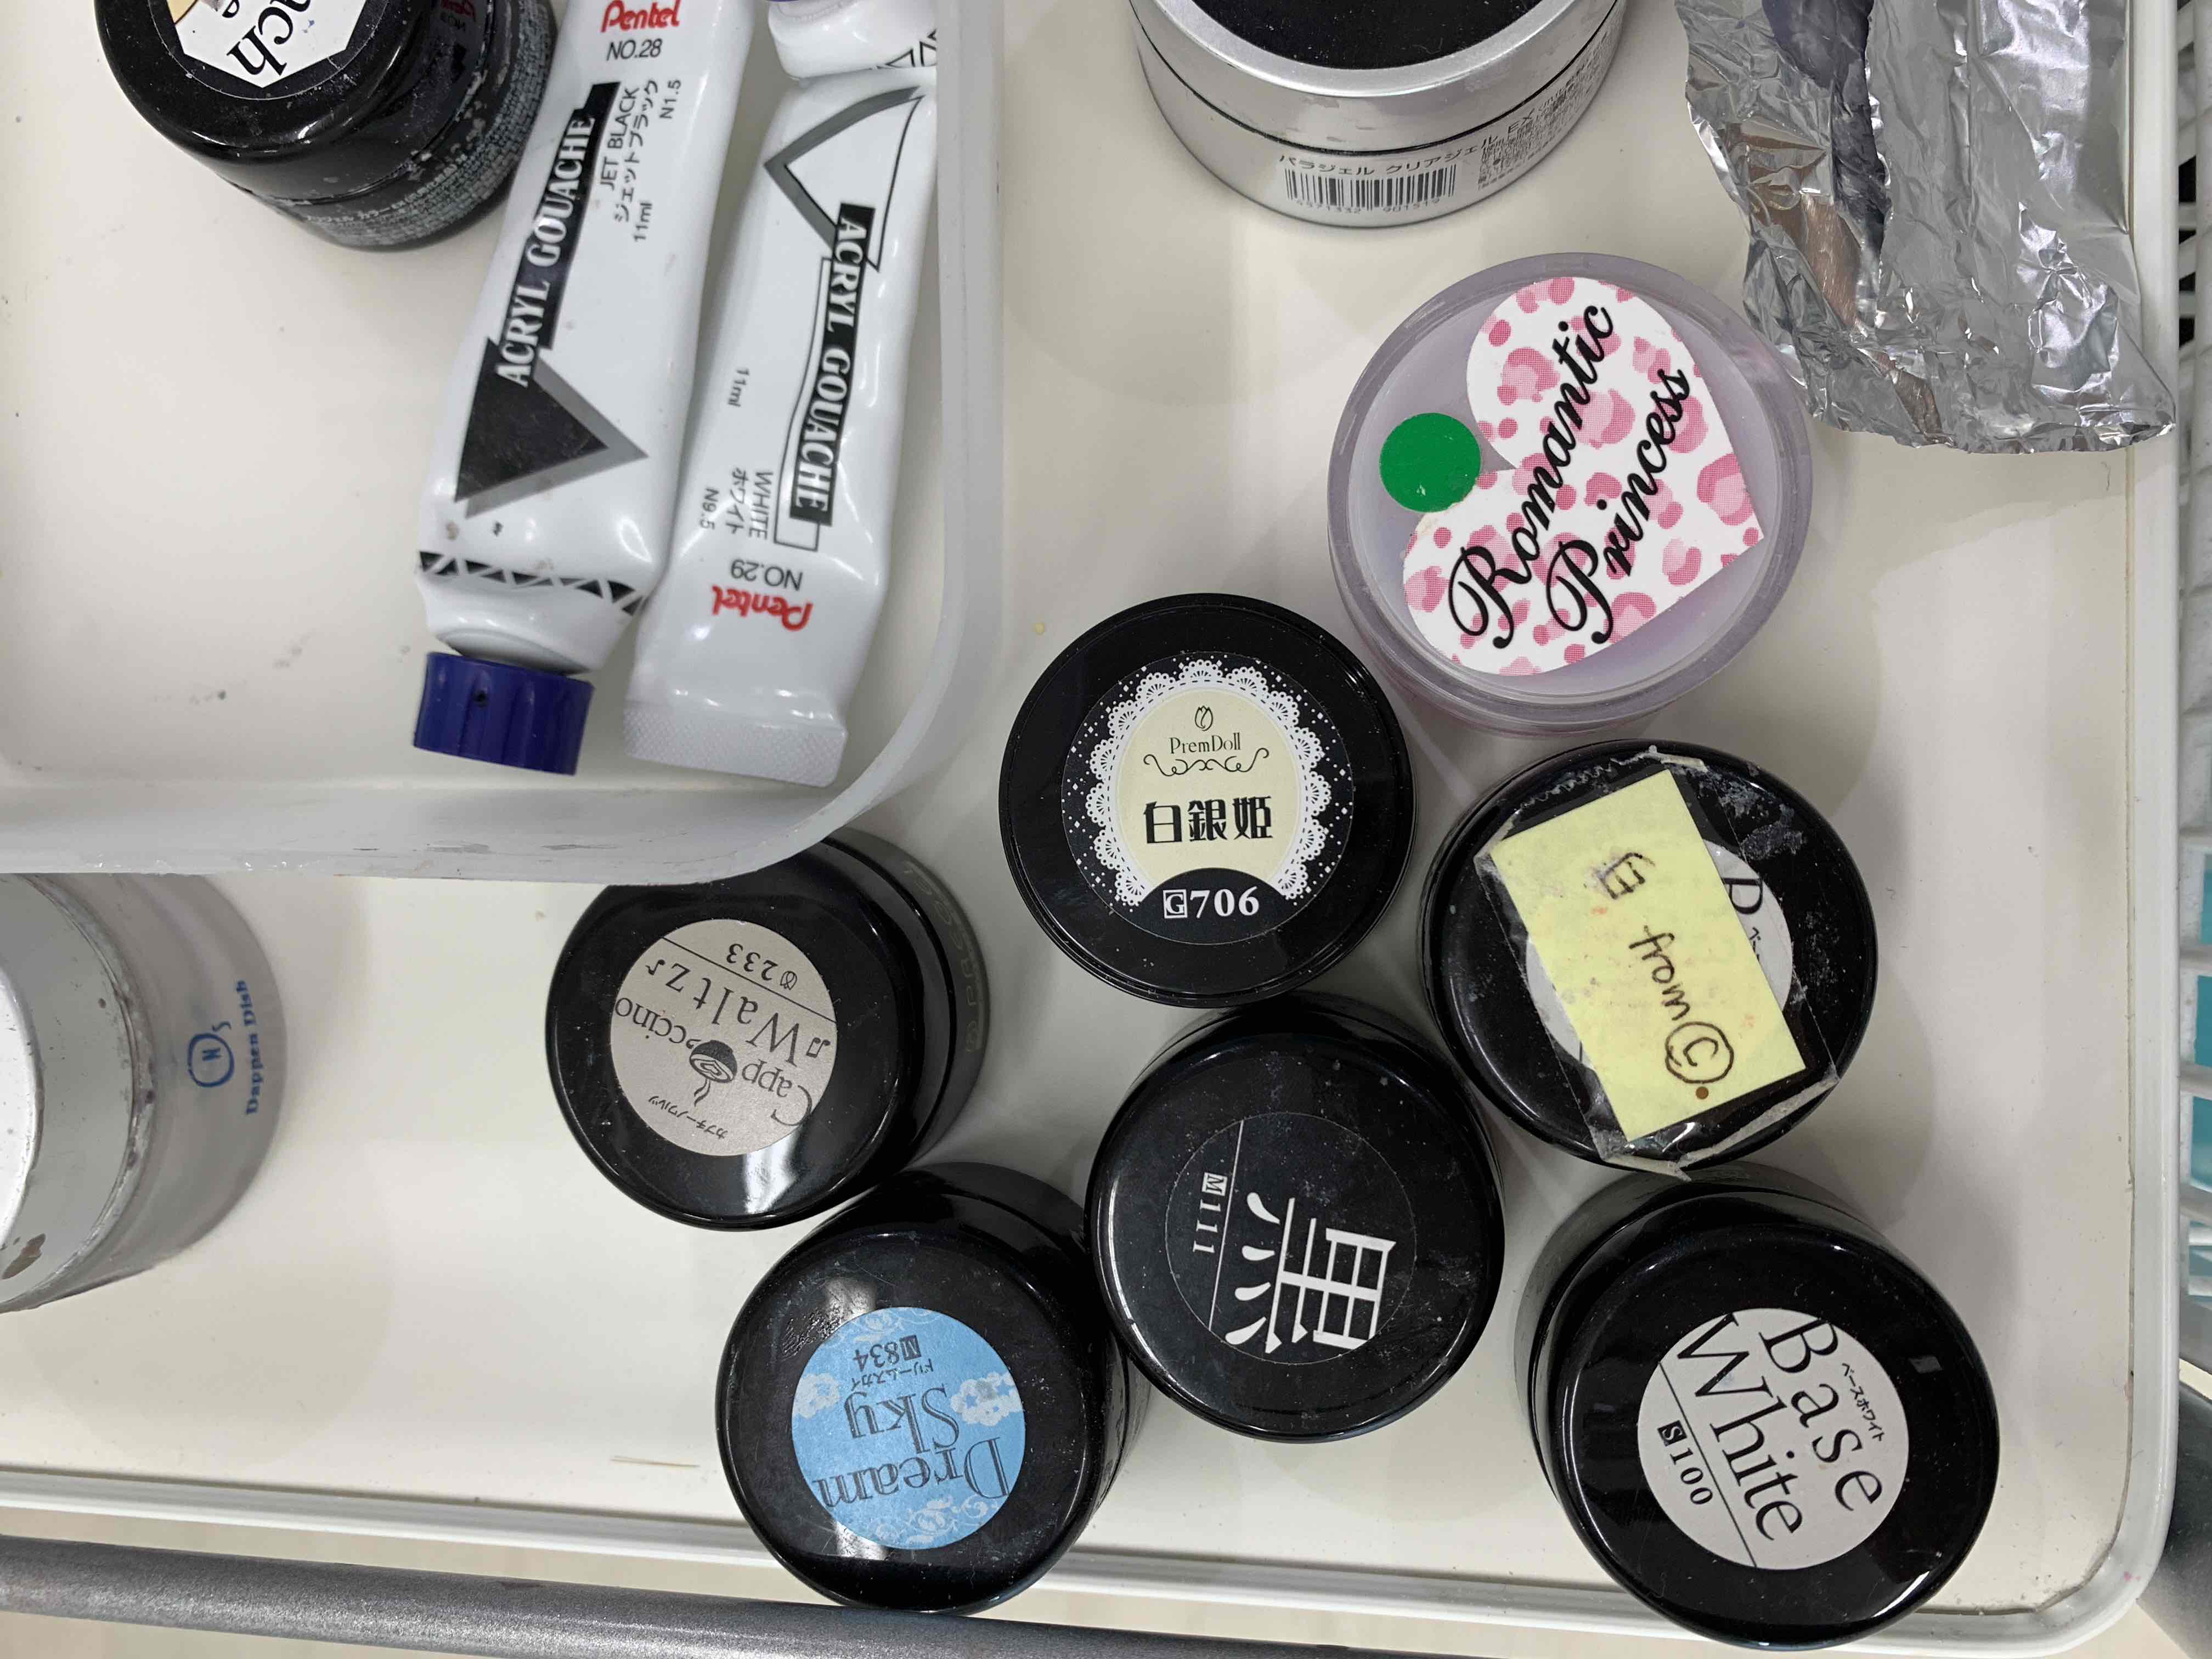 N
S
Dappen Dish
ACRYL GOUACHE
JET BLACK
ジェットブラック
11ml
N1.5
NO.28
Pentel
Pentel
NO.29
WHITE
ホワイト
N9.5
11ml
ACRYL GOUACHE
カプチーノワルツ
Cappuccino
Waltz
233
PREGEL
Dream
Sky
ドリームスカイ
M834
M111
黒
PremDoll
白銀姫
G706
Romantic
Princess
ベースホワイト
Base
White
S100